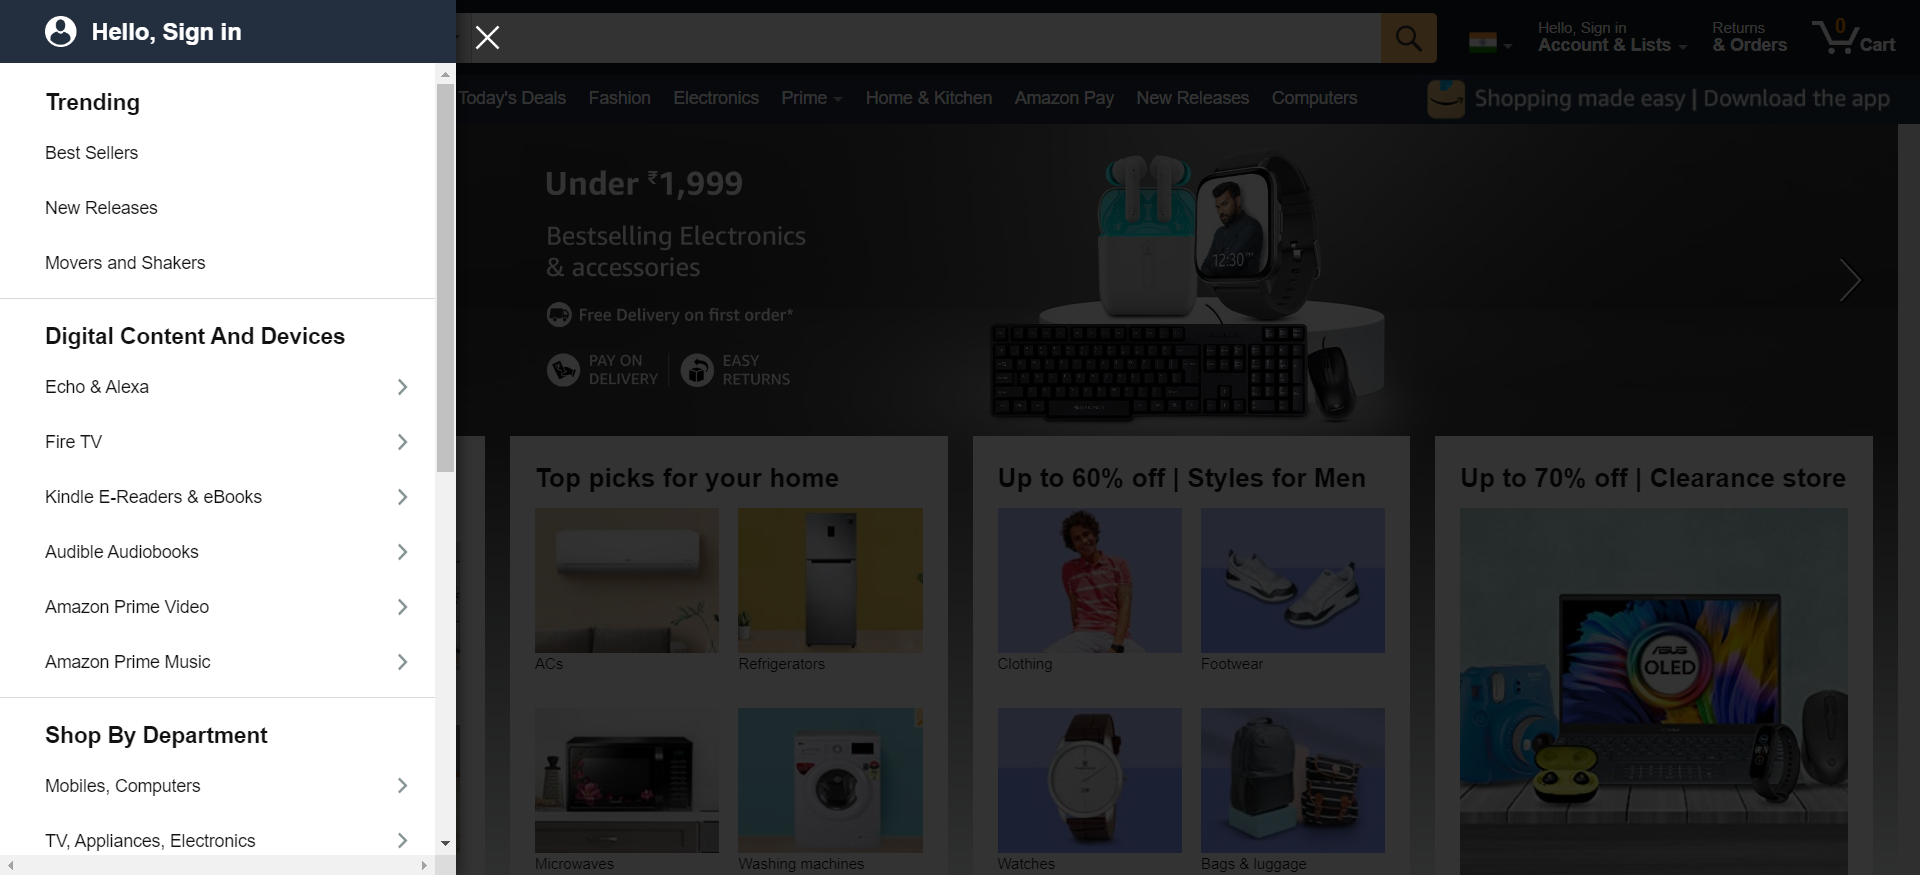 Hello, Sign in
Trending
Best Sellers
New Releases
Movers and Shakers
Digital Content And Devices
Echo & Alexa
Fire TV
Kindle E-Readers & eBooks
Audible Audiobooks
Amazon Prime Video
Amazon Prime Music
Shop By Department
Mobiles, Computers
TV, Appliances, Electronics
Hello, Sign in
Account & Lists
Returns
& Orders
0
Cart
Today's Deals
Fashion
Electronics
Prime
Home & Kitchen
Amazon Pay
New Releases
Computers
Shopping made easy | Download the app
Under ₹1,999
Bestselling Electronics
& accessories
Free Delivery on first order*
PAY ON
DELIVERY
EASY
RETURNS
12:30
Top picks for your home
ACs
Refrigerators
Microwaves
Washing machines
Up to 60% off | Styles for Men
Clothing
Footwear
Watches
Bags & luggage
Up to 70% off | Clearance store
ASUS
OLED